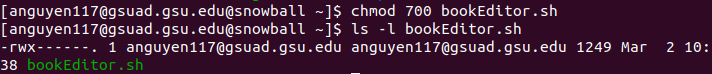 [anguyen117@gsuad.gsu.edu@snowball ~]$ chmod 700 bookEditor.sh
[anguyen117@gsuad.gsu.edu@snowball ~]$ ls -l bookEditor.sh
-rwx------. 1 anguyen117@gsuad.gsu.edu anguyen117@gsuad.gsu.edu 1249 Mar  2 10:
38 bookEditor.sh